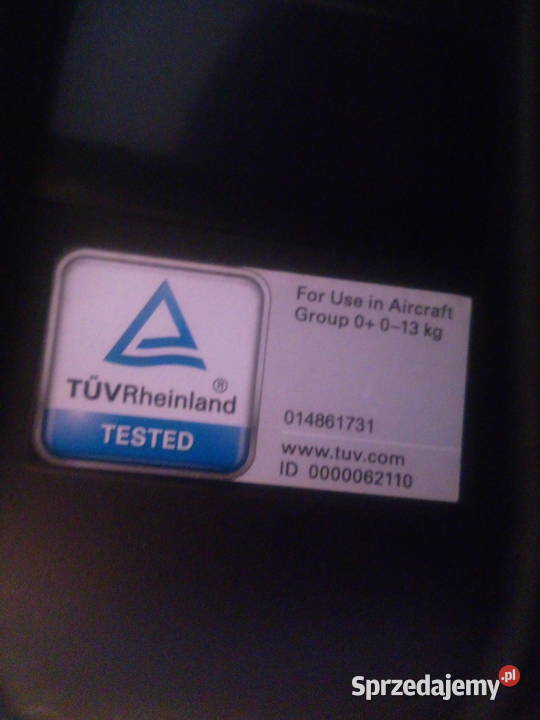 For Use in Aircraft
Group 0+ 0–13 kg
TÜVRheinland®
TESTED
014861731
www.tuv.com
ID 0000062110
Sprzedajemy.pl